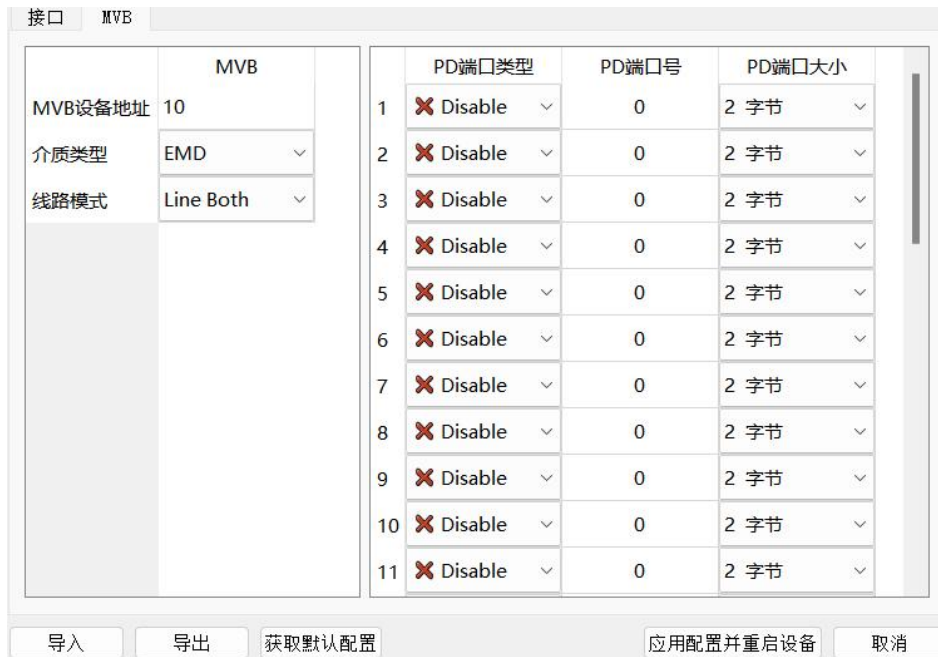 接口 MVB
MVB
MVB设备地址 10
介质类型 EMD
线路模式 Line Both
PD端口类型 PD端口号 PD端口大小
1 Disable 0 2 字节
2 Disable 0 2 字节
3 Disable 0 2 字节
4 Disable 0 2 字节
5 Disable 0 2 字节
6 Disable 0 2 字节
7 Disable 0 2 字节
8 Disable 0 2 字节
9 Disable 0 2 字节
10 Disable 0 2 字节
11 Disable 0 2 字节
导入 导出 获取默认配置 应用配置并重启设备 取消